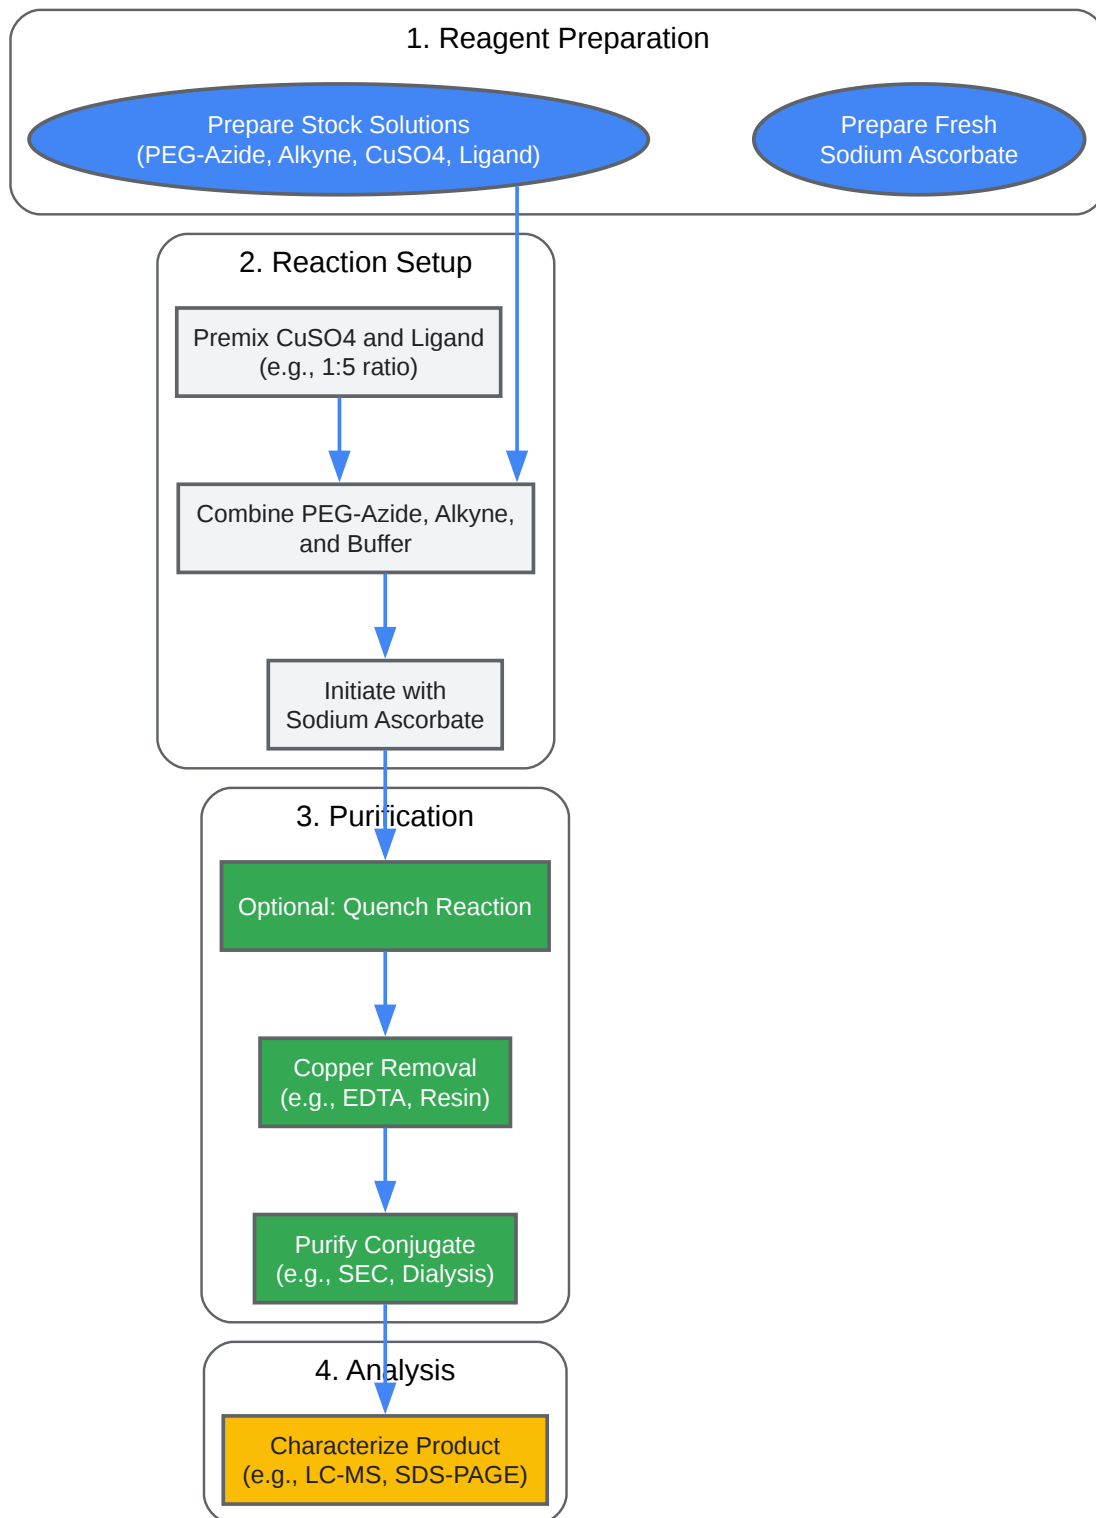 1. Reagent Preparation
Prepare Stock Solutions
(PEG-Azide, Alkyne, CuSO4, Ligand)
Prepare Fresh
Sodium Ascorbate
2. Reaction Setup
Premix CuSO4 and Ligand
(e.g., 1:5 ratio)
Combine PEG-Azide, Alkyne,
and Buffer
Initiate with
Sodium Ascorbate
3. Purification
Optional: Quench Reaction
Copper Removal
(e.g., EDTA, Resin)
Purify Conjugate
(e.g., SEC, Dialysis)
4. Analysis
Characterize Product
(e.g., LC-MS, SDS-PAGE)